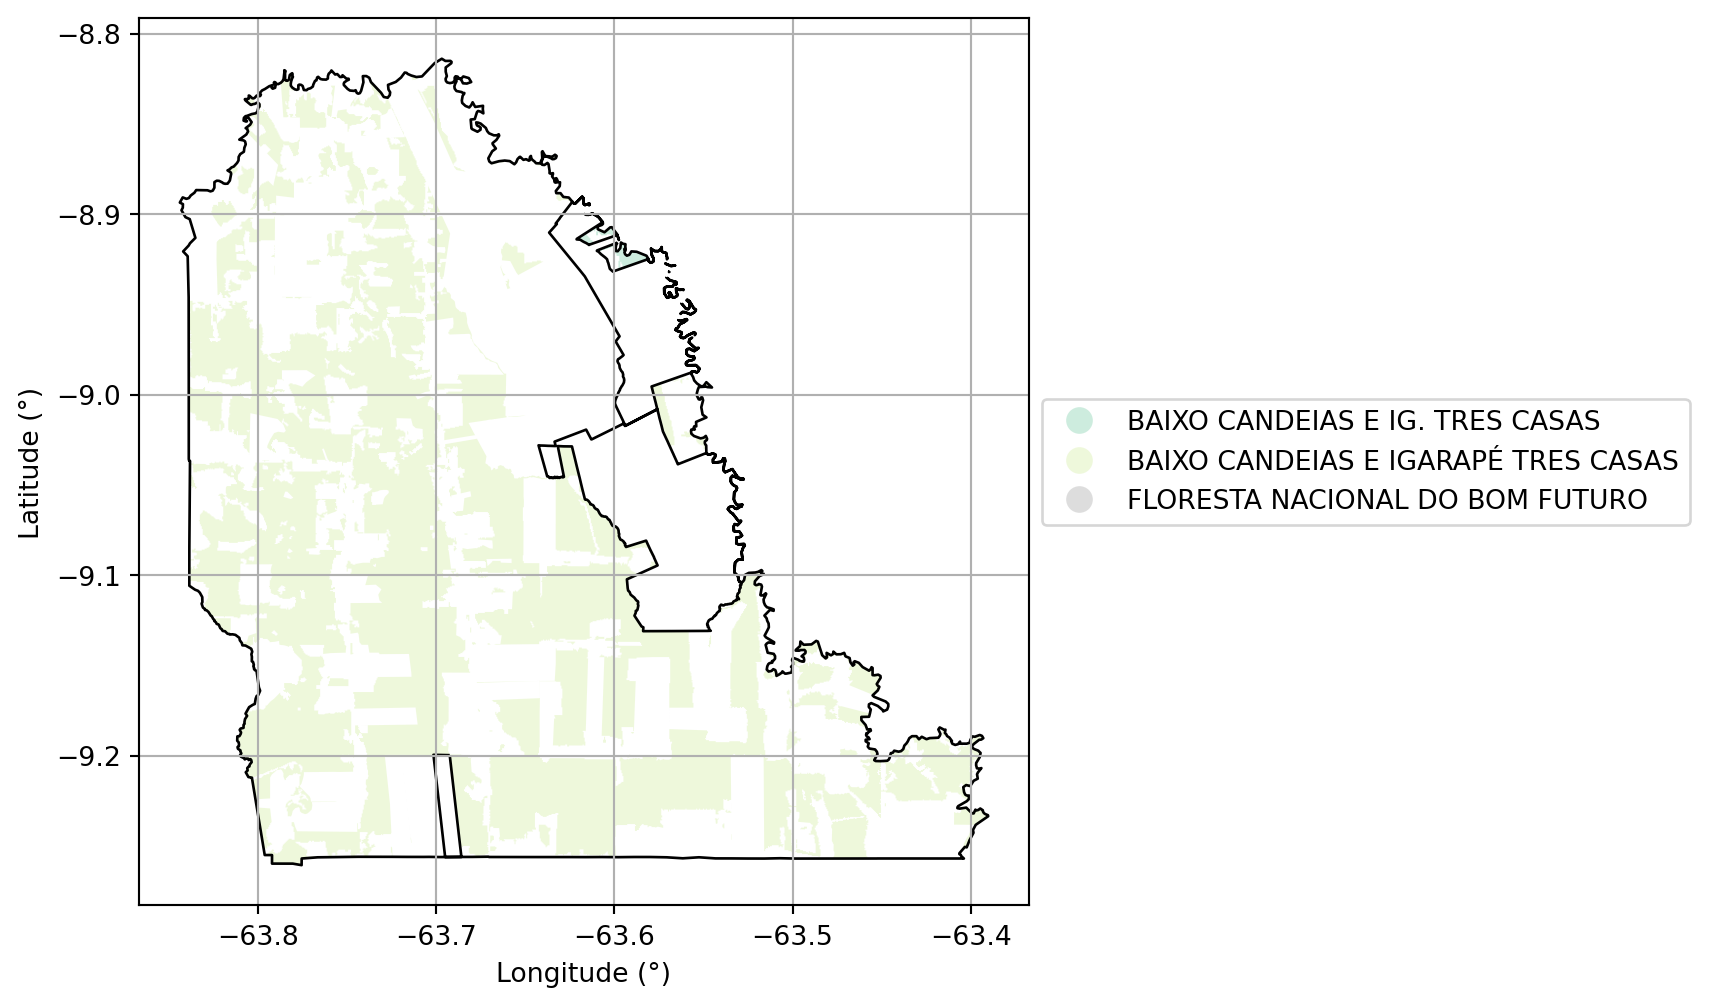 −8.8
−8.9
−9.0
−9.1
−9.2
Latitude (°)
−63.8
−63.7
−63.6
−63.5
−63.4
Longitude (°)
BAIXO CANDEIAS E IG. TRES CASAS
BAIXO CANDEIAS E IGARAPÉ TRES CASAS
FLORESTA NACIONAL DO BOM FUTURO